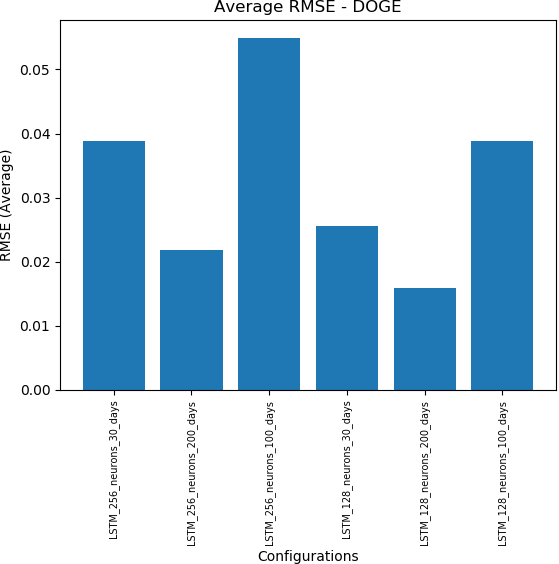 Average RMSE - DOGE
RMSE (Average)
0.05
0.04
0.03
0.02
0.01
0.00
LSTM_256_neurons_30_days
LSTM_256_neurons_200_days
LSTM_256_neurons_100_days
LSTM_128_neurons_30_days
LSTM_128_neurons_200_days
LSTM_128_neurons_100_days
Configurations